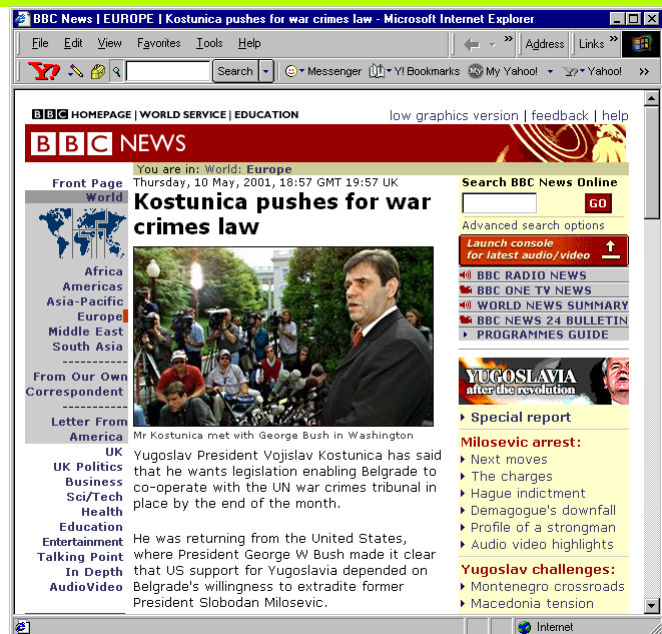 BBC News | EUROPE | Kostunica pushes for war crimes law - Microsoft Internet Explorer
File Edit View Favorites Tools Help
Address Links »
Y! Search Messenger Y! Bookmarks My Yahoo! Yahoo! »
BBC HOMEPAGE | WORLD SERVICE | EDUCATION
low graphics version | feedback | help
BBC NEWS
You are in: World: Europe
Front Page
World
Africa
Americas
Asia-Pacific
Europe
Middle East
South Asia
-------------
From Our Own
Correspondent
-------------
Letter From
America
UK
UK Politics
Business
Sci/Tech
Health
Education
Entertainment
Talking Point
In Depth
AudioVideo
Thursday, 10 May, 2001, 18:57 GMT 19:57 UK
Kostunica pushes for war
crimes law
Mr Kostunica met with George Bush in Washington
Yugoslav President Vojislav Kostunica has said
that he wants legislation enabling Belgrade to
co-operate with the UN war crimes tribunal in
place by the end of the month.
He was returning from the United States,
where President George W Bush made it clear
that US support for Yugoslavia depended on
Belgrade's willingness to extradite former
President Slobodan Milosevic.
Search BBC News Online
GO
Advanced search options
Launch console
for latest audio/video
BBC RADIO NEWS
BBC ONE TV NEWS
WORLD NEWS SUMMARY
BBC NEWS 24 BULLETIN
PROGRAMMES GUIDE
YUGOSLAVIA
after the revolution
Special report
Milosevic arrest:
Next moves
The charges
Hague indictment
Demagogue's downfall
Profile of a strongman
Audio video highlights
Yugoslav challenges:
Montenegro crossroads
Macedonia tension
Internet